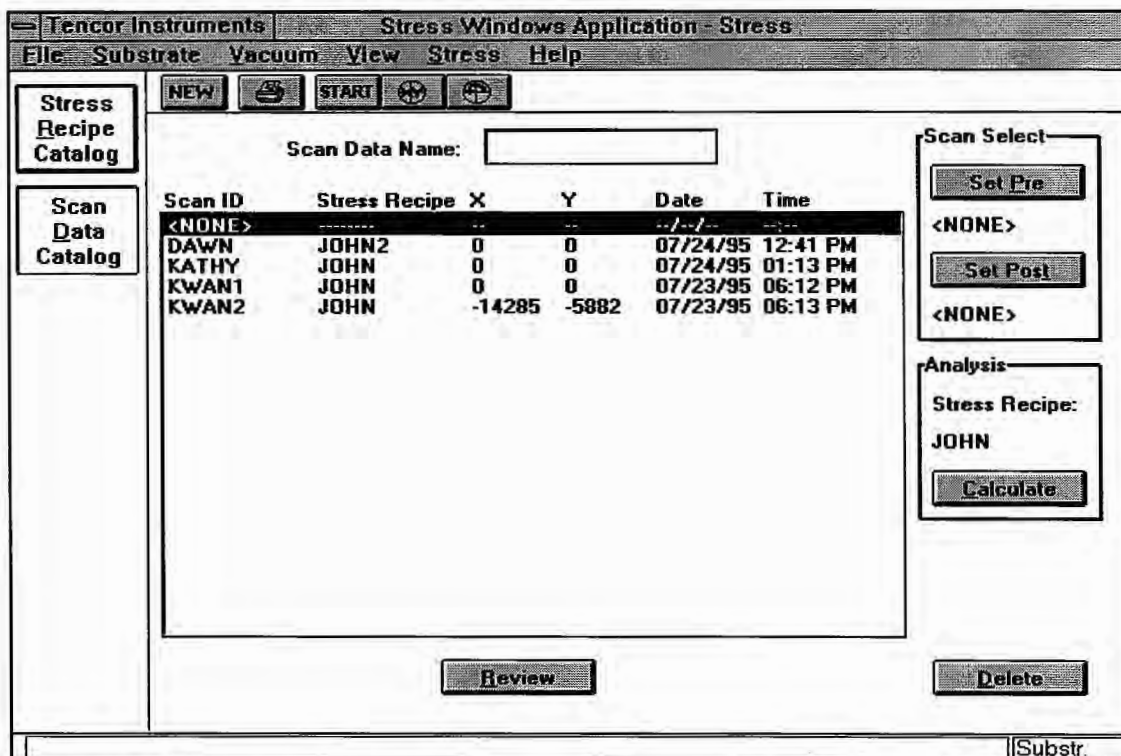 Tencor Instruments Stress Windows Application - Stress
File Substrate Vacuum View Stress Help
Stress
Recipe
Catalog
Scan
Data
Catalog
NEW START
Scan Data Name:
Scan ID Stress Recipe X Y Date Time
<NONE> -------- -- -- --/--/-- --:--
DAWN JOHN2 0 0 07/24/95 12:41 PM
KATHY JOHN 0 0 07/24/95 01:13 PM
KWAN1 JOHN 0 0 07/23/95 06:12 PM
KWAN2 JOHN -14285 -5882 07/23/95 06:13 PM
Review
Scan Select
Set Pre
<NONE>
Set Post
<NONE>
Analysis
Stress Recipe:
JOHN
Calculate
Delete
Substr.